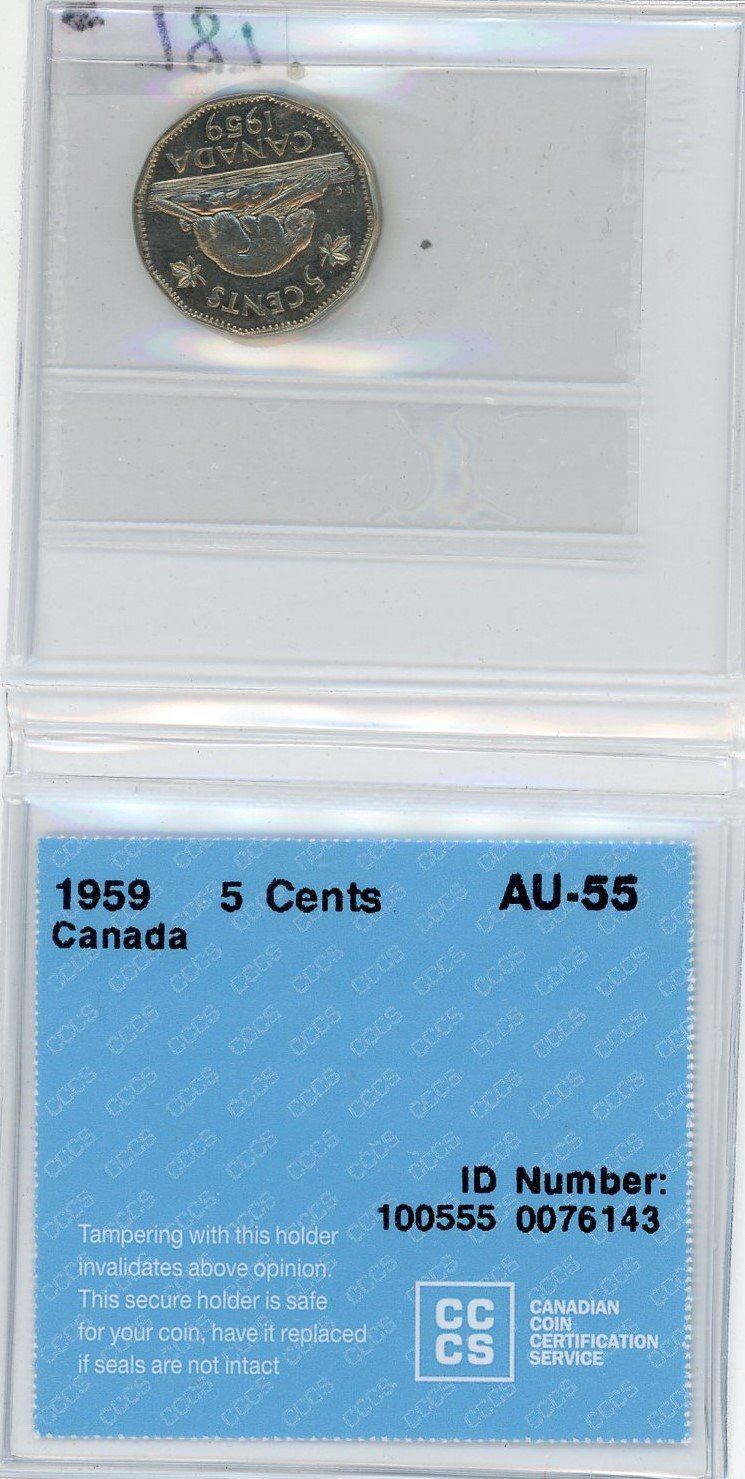 181.
5 CENTS
CANADA
1959
1959 5 Cents AU-55
Canada
ID Number:
100555 0076143
Tampering with this holder
invalidates above opinion.
This secure holder is safe
for your coin, have it replaced
if seals are not intact
CC
CS
CANADIAN
COIN
CERTIFICATION
SERVICE